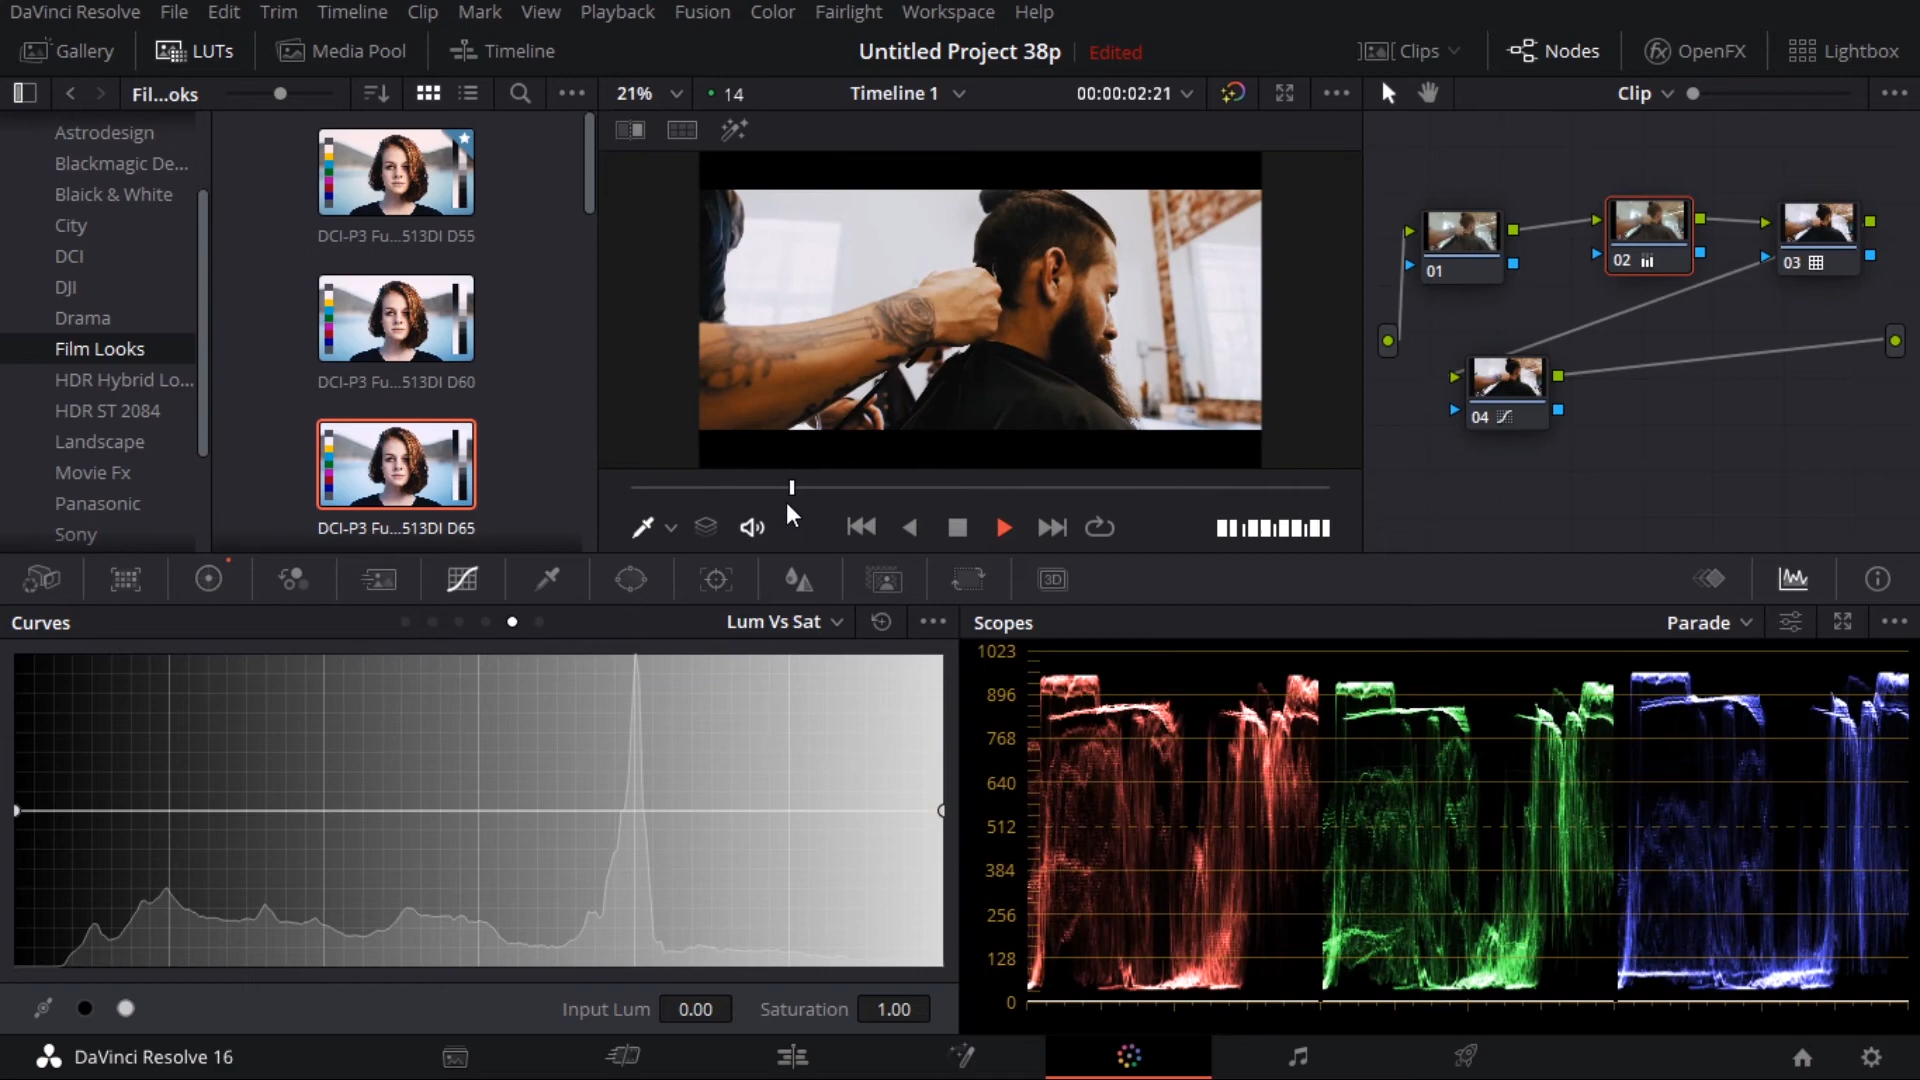 DaVinci Resolve File Edit Trim Timeline Clip Mark View Playback Fusion Color Fairlight Workspace Help
Gallery LUTs Media Pool Timeline Untitled Project 38p Edited Clips Nodes OpenFX Lightbox
Fil...oks 21% 14 Timeline 1 00:00:02:21 Clip
Astrodesign
Blackmagic De...
Blaick & White
City
DCI
DJI
Drama
Film Looks
HDR Hybrid Lo...
HDR ST 2084
Landscape
Movie Fx
Panasonic
Sony
DCI-P3 Fu...513DI D55
DCI-P3 Fu...513DI D60
DCI-P3 Fu...513DI D65
01
02
03
04
3D
Curves Lum Vs Sat
Input Lum 0.00 Saturation 1.00
Scopes Parade
1023
896
768
640
512
384
256
128
0
DaVinci Resolve 16